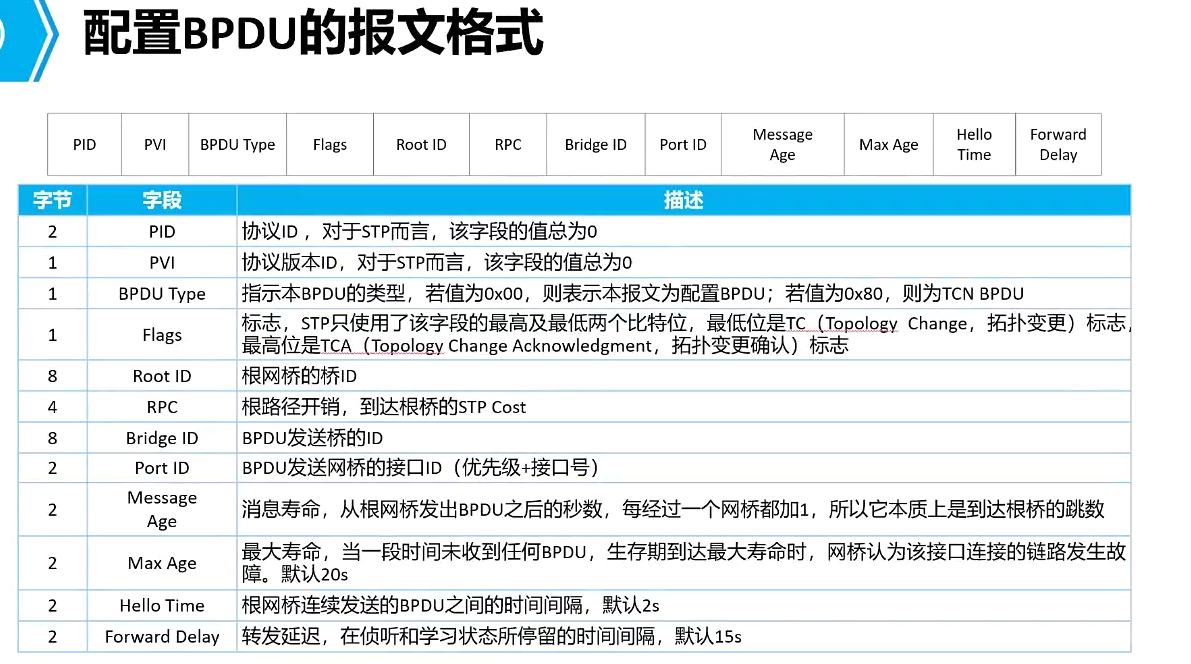 配置BPDU的报文格式
PID PVI BPDU Type Flags Root ID RPC Bridge ID Port ID Message Age Max Age Hello Time Forward Delay
字节 字段 描述
2 PID 协议ID ，对于STP而言，该字段的值总为0
1 PVI 协议版本ID，对于STP而言，该字段的值总为0
1 BPDU Type 指示本BPDU的类型，若值为0x00，则表示本报文为配置BPDU；若值为0x80，则为TCN BPDU
1 Flags 标志，STP只使用了该字段的最高及最低两个比特位，最低位是TC（Topology Change，拓扑变更）标志，
最高位是TCA（Topology Change Acknowledgment，拓扑变更确认）标志
8 Root ID 根网桥的桥ID
4 RPC 根路径开销，到达根桥的STP Cost
8 Bridge ID BPDU发送桥的ID
2 Port ID BPDU发送网桥的接口ID（优先级+接口号）
2 Message Age 消息寿命，从根网桥发出BPDU之后的秒数，每经过一个网桥都加1，所以它本质上是到达根桥的跳数
2 Max Age 最大寿命，当一段时间未收到任何BPDU，生存期到达最大寿命时，网桥认为该接口连接的链路发生故
障。默认20s
2 Hello Time 根网桥连续发送的BPDU之间的时间间隔，默认2s
2 Forward Delay 转发延迟，在侦听和学习状态所停留的时间间隔，默认15s